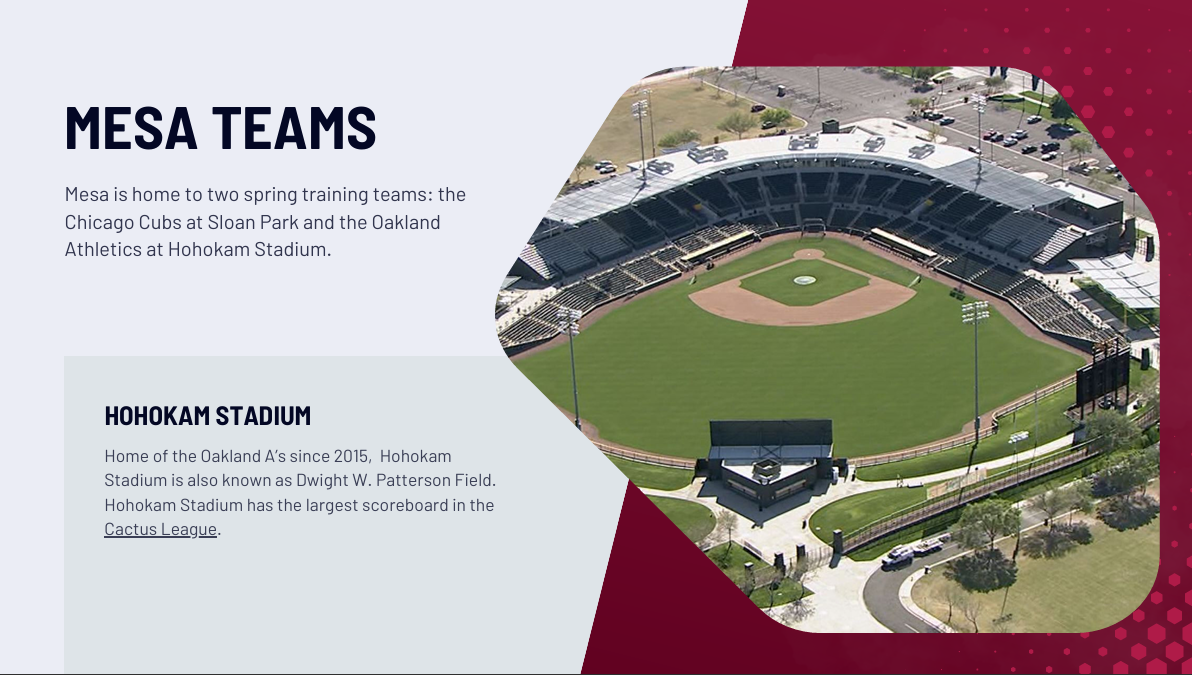 MESA TEAMS
Mesa is home to two spring training teams: the
Chicago Cubs at Sloan Park and the Oakland
Athletics at Hohokam Stadium.
HOHOKAM STADIUM
Home of the Oakland A’s since 2015,  Hohokam
Stadium is also known as Dwight W. Patterson Field.
Hohokam Stadium has the largest scoreboard in the
Cactus League.